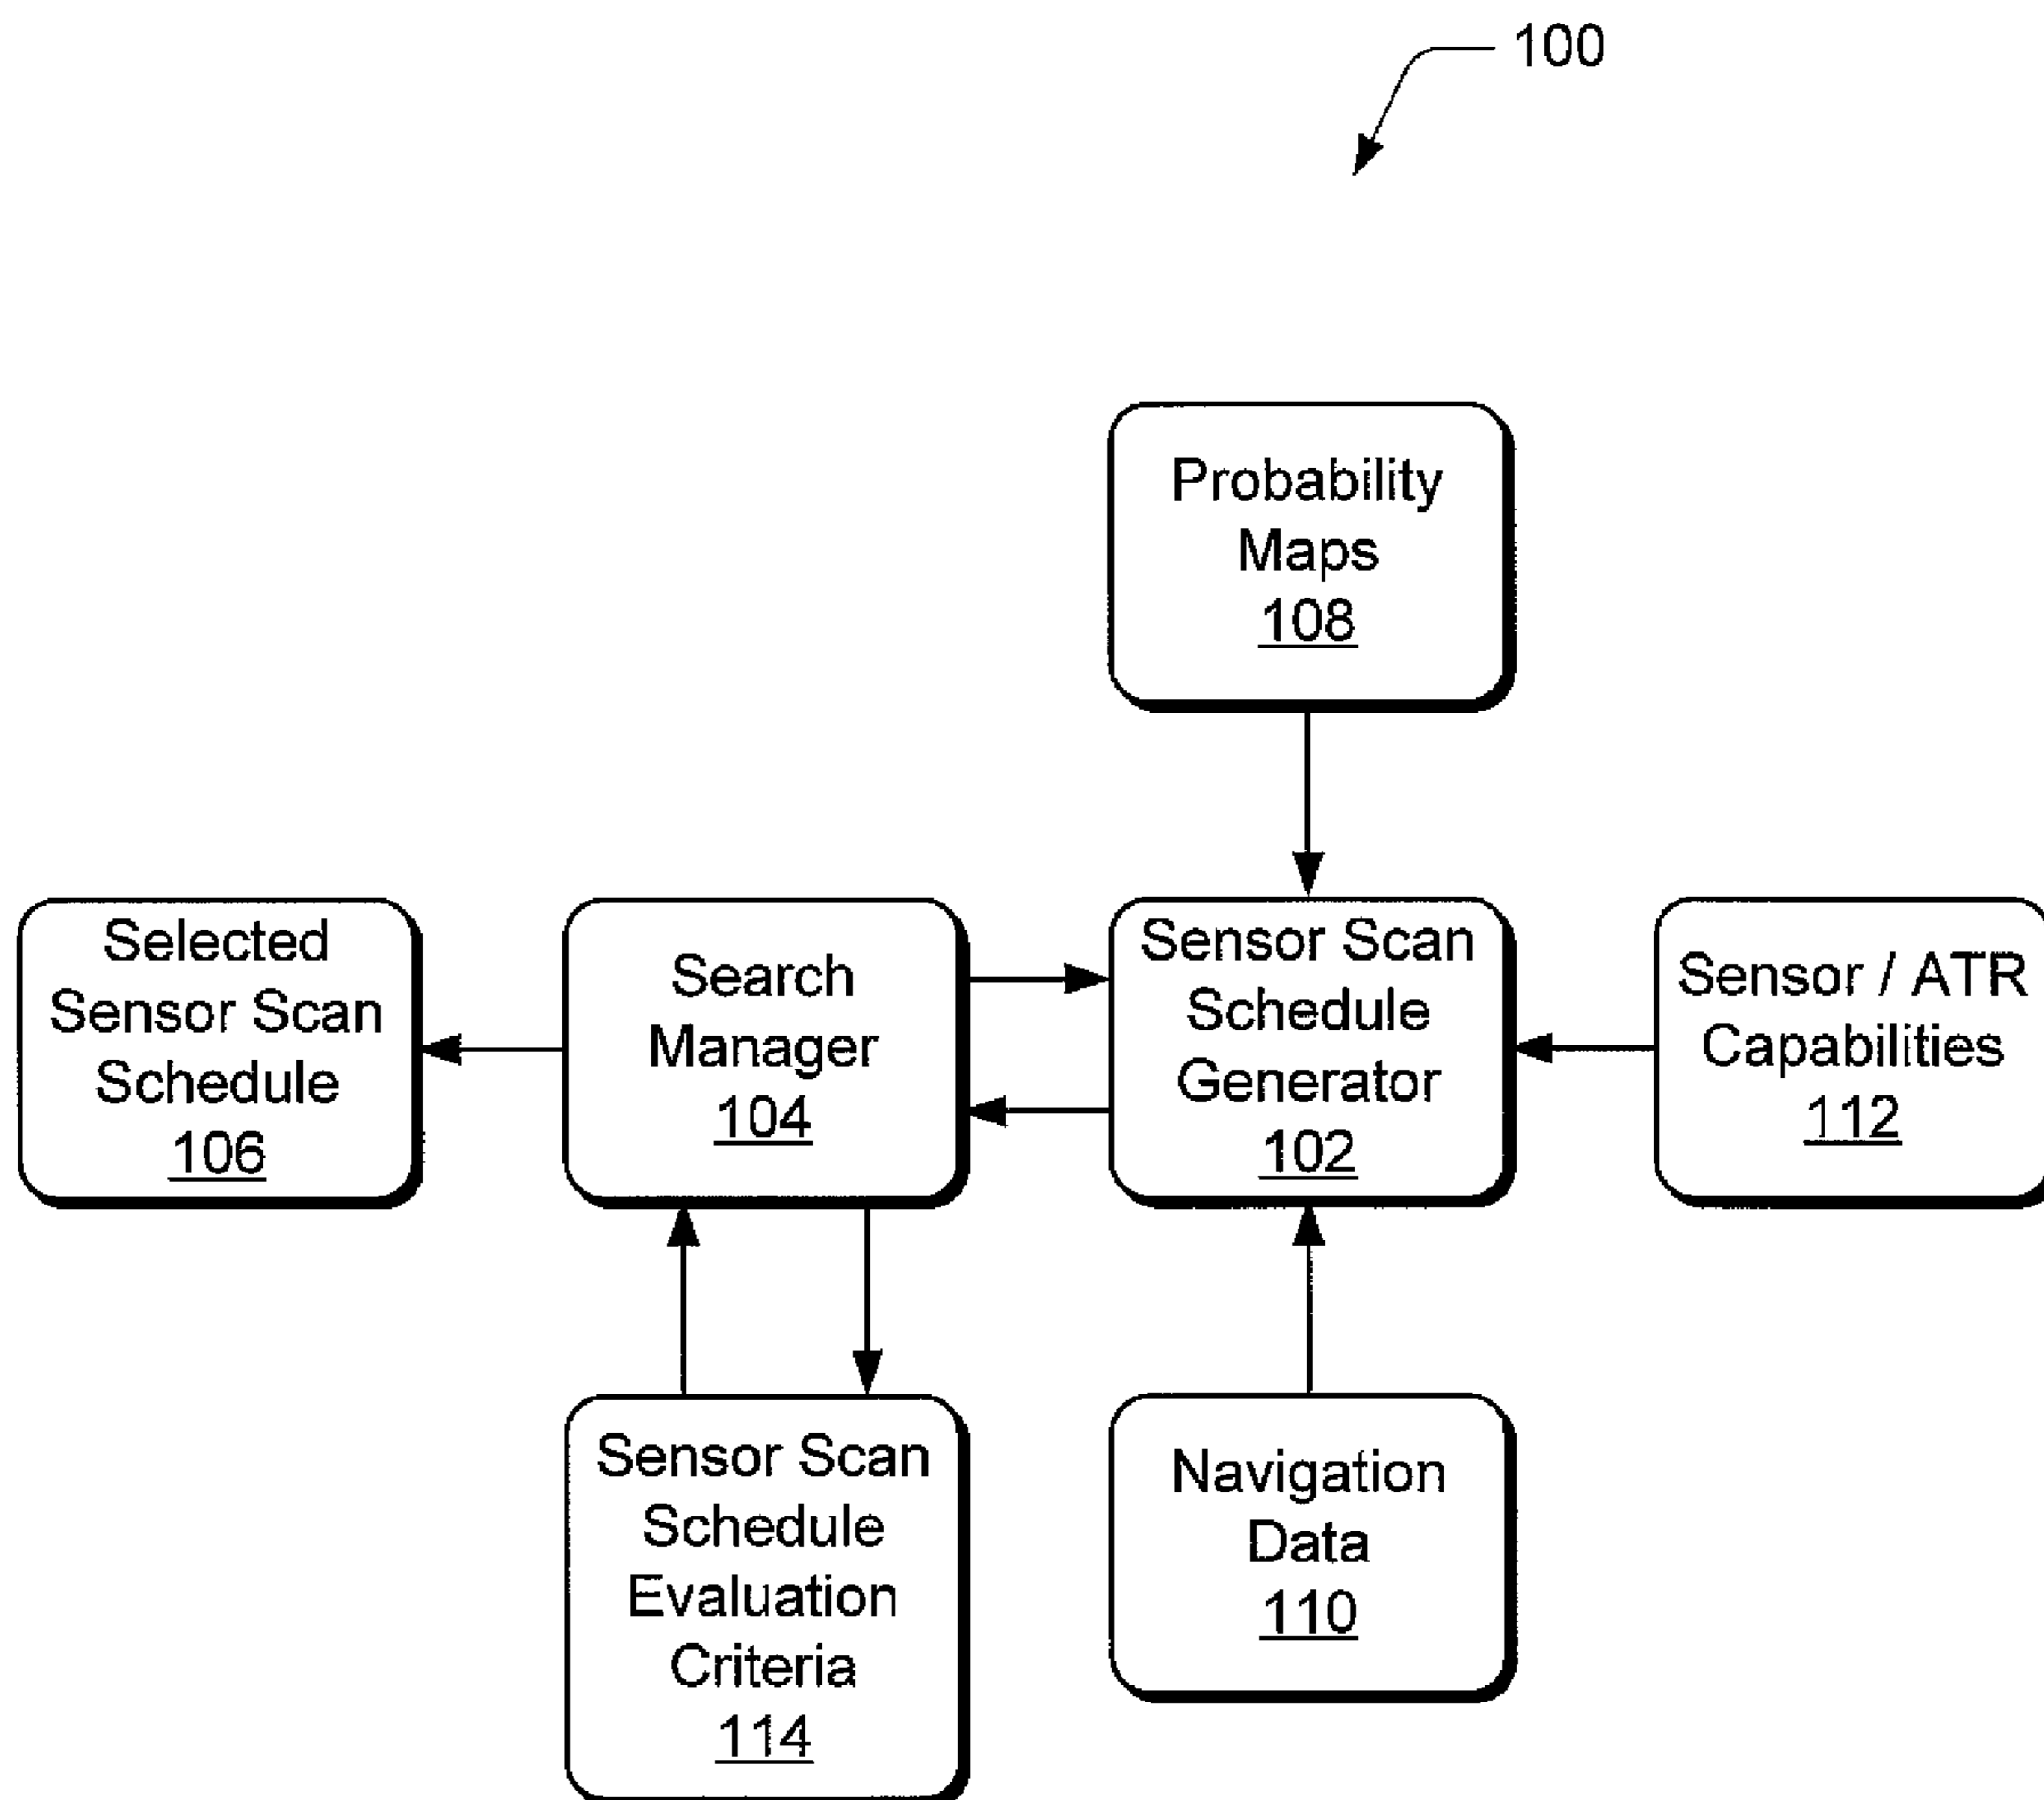 100
Probability
Maps
108
Selected
Sensor Scan
Schedule
106
Search
Manager
104
Sensor Scan
Schedule
Generator
102
Sensor / ATR
Capabilities
112
Sensor Scan
Schedule
Evaluation
Criteria
114
Navigation
Data
110